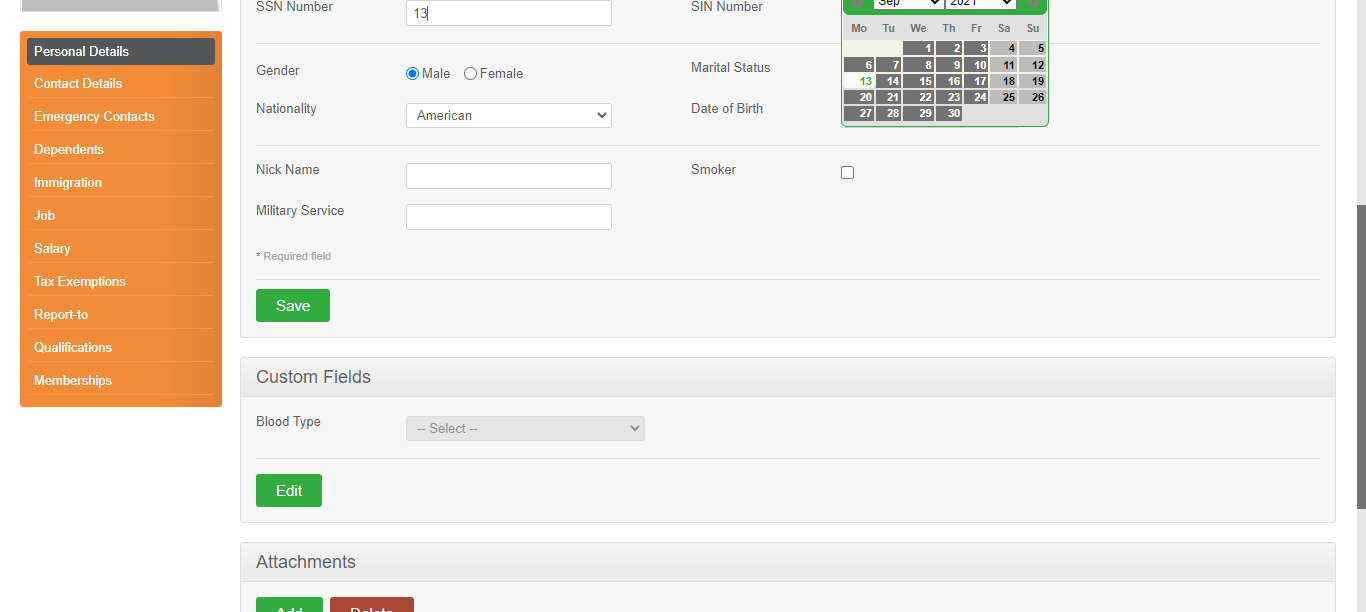 SSN Number 13 SIN Number Sep 2021
Mo Tu We Th Fr Sa Su
1 2 3 4 5
6 7 8 9 10 11 12
13 14 15 16 17 18 19
20 21 22 23 24 25 26
27 28 29 30
Personal Details
Contact Details
Emergency Contacts
Dependents
Immigration
Job
Salary
Tax Exemptions
Report-to
Qualifications
Memberships
Gender Male Female Marital Status
Nationality American Date of Birth
Nick Name Smoker
Military Service
* Required field
Save
Custom Fields
Blood Type -- Select --
Edit
Attachments
Add Delete